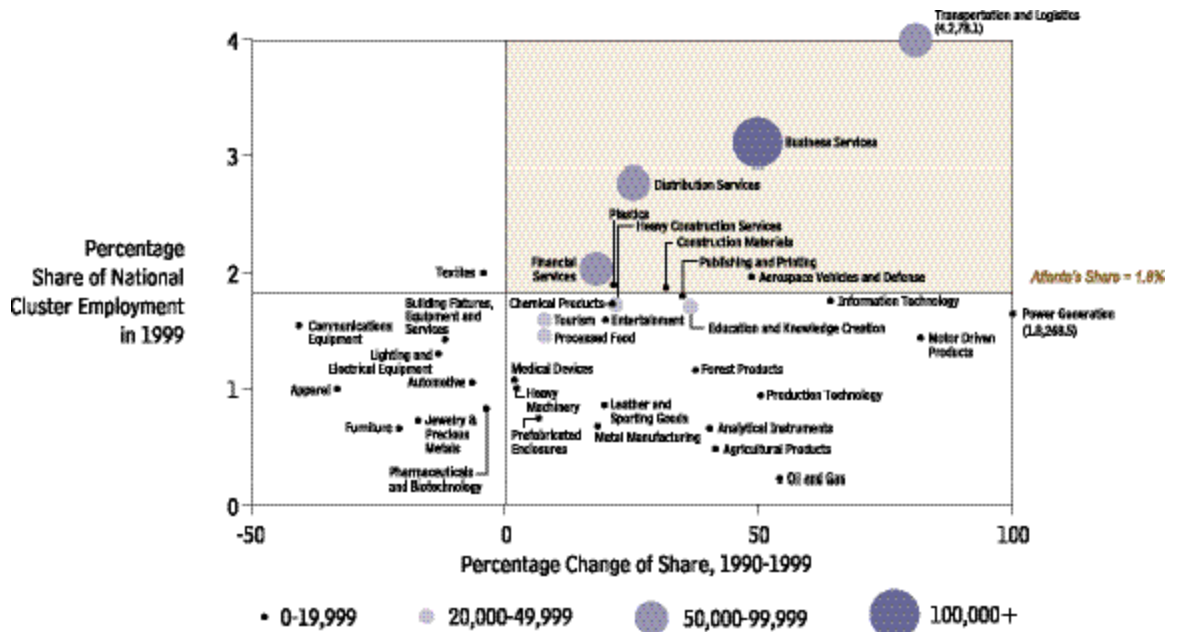 Transportation and Logistics
(4.2,78.1)
4
Business Services
3
Distribution Services
Plastics
Heavy Construction Services
Construction Materials
Percentage
Share of National
Cluster Employment
in 1999
Financial
Services
Publishing and Printing
Textiles
2
Aerospace Vehicles and Defense
Atlanta's Share = 1.8%
Building Fixtures,
Equipment and
Services
Chemical Products
Information Technology
Power Generation
(1.8,268.5)
Communications
Equipment
Tourism
Entertainment
Education and Knowledge Creation
Processed Food
Motor Driven
Products
Lighting and
Electrical Equipment
Medical Devices
Forest Products
Apparel
1
Automotive
Heavy
Machinery
Production Technology
Leather and
Sporting Goods
Furniture
Jewelry &
Precious
Metals
Prefabricated
Enclosures
Metal Manufacturing
Analytical Instruments
Agricultural Products
Pharmaceuticals
and Biotechnology
Oil and Gas
0
-50
0
50
100
Percentage Change of Share, 1990-1999
0-19,999
20,000-49,999
50,000-99,999
100,000+